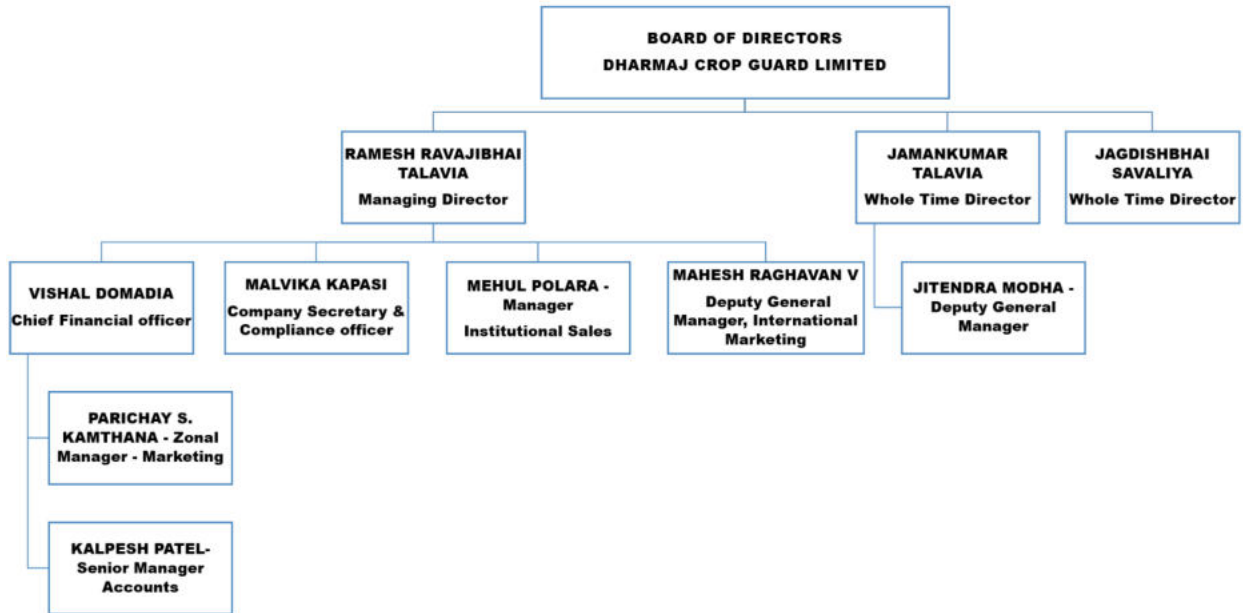 BOARD OF DIRECTORS
DHARMAJ CROP GUARD LIMITED
RAMESH RAVAJIBHAI
TALAVIA
Managing Director
JAMANKUMAR
TALAVIA
Whole Time Director
JAGDISHBHAI
SAVALIYA
Whole Time Director
VISHAL DOMADIA
Chief Financial officer
MALVIKA KAPASI
Company Secretary &
Compliance officer
MEHUL POLARA -
Manager
Institutional Sales
MAHESH RAGHAVAN V
Deputy General
Manager, International
Marketing
JITENDRA MODHA -
Deputy General
Manager
PARICHAY S.
KAMTHANA - Zonal
Manager - Marketing
KALPESH PATEL-
Senior Manager
Accounts